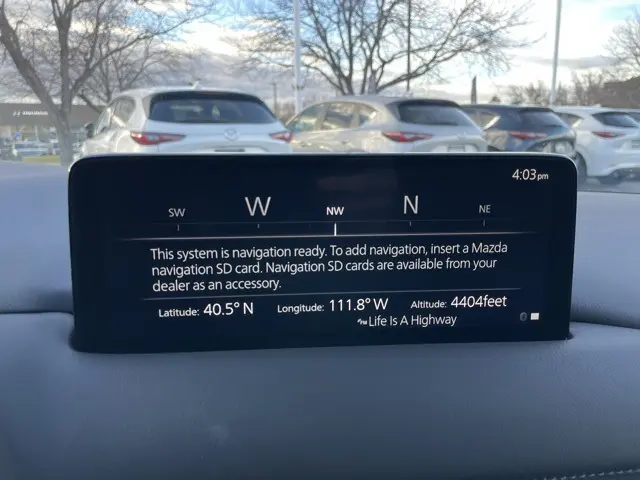 4:03pm
SW W NW N NE
This system is navigation ready. To add navigation, insert a Mazda
navigation SD card. Navigation SD cards are available from your
dealer as an accessory.
Latitude: 40.5° N Longitude: 111.8° W Altitude: 4404feet
Life Is A Highway